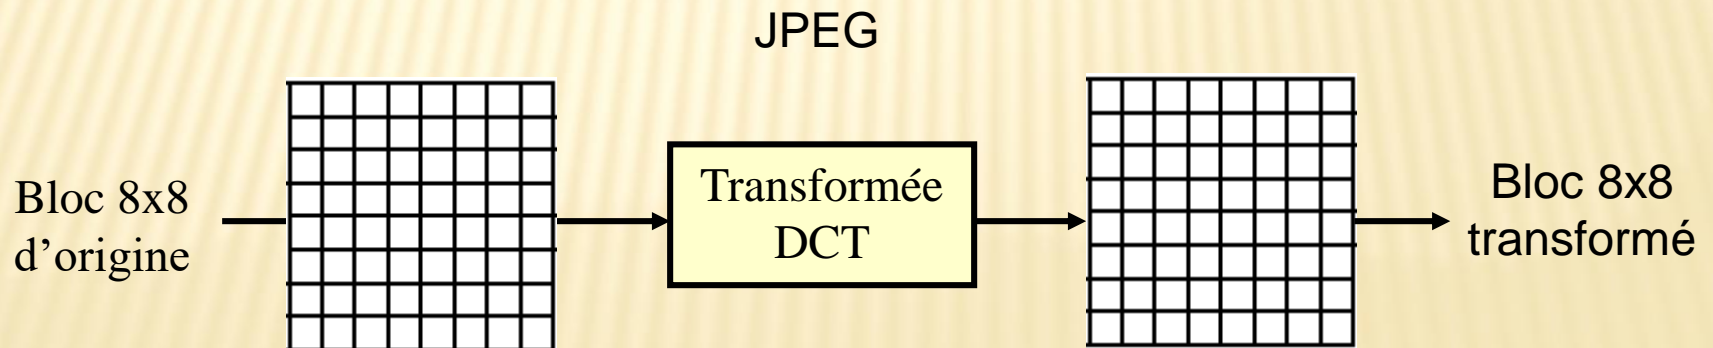 JPEG
Bloc 8x8
d’origine
Transformée
DCT
Bloc 8x8
transformé